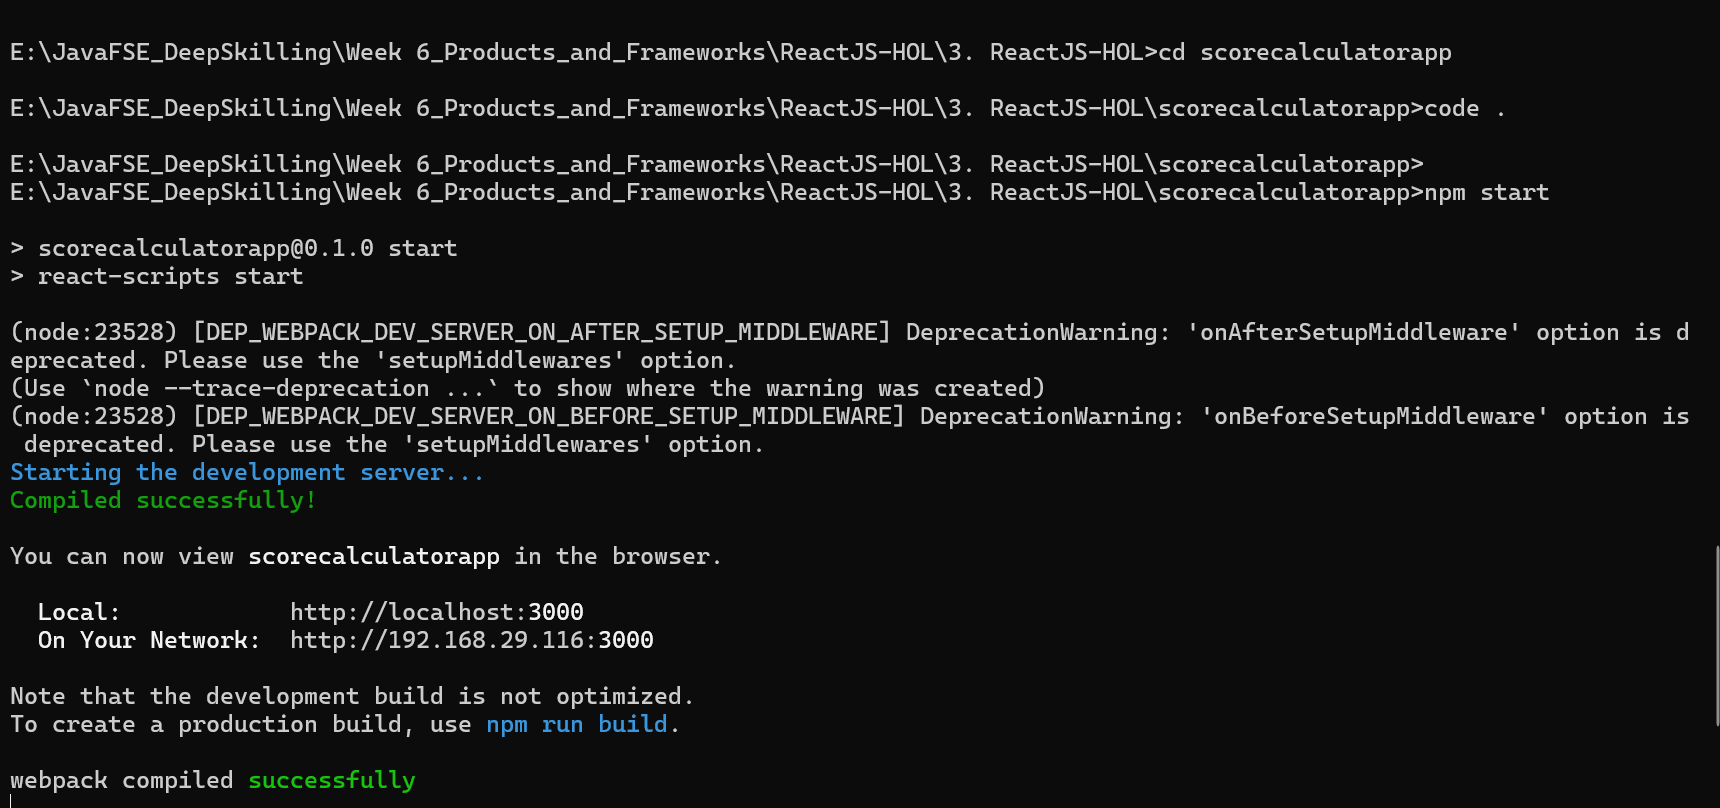 E:\JavaFSE_DeepSkilling\Week 6_Products_and_Frameworks\ReactJS-HOL\3. ReactJS-HOL>cd scorecalculatorapp
E:\JavaFSE_DeepSkilling\Week 6_Products_and_Frameworks\ReactJS-HOL\3. ReactJS-HOL\scorecalculatorapp>code .
E:\JavaFSE_DeepSkilling\Week 6_Products_and_Frameworks\ReactJS-HOL\3. ReactJS-HOL\scorecalculatorapp>
E:\JavaFSE_DeepSkilling\Week 6_Products_and_Frameworks\ReactJS-HOL\3. ReactJS-HOL\scorecalculatorapp>npm start
> scorecalculatorapp@0.1.0 start
> react-scripts start
(node:23528) [DEP_WEBPACK_DEV_SERVER_ON_AFTER_SETUP_MIDDLEWARE] DeprecationWarning: 'onAfterSetupMiddleware' option is d
eprecated. Please use the 'setupMiddlewares' option.
(Use `node --trace-deprecation ...` to show where the warning was created)
(node:23528) [DEP_WEBPACK_DEV_SERVER_ON_BEFORE_SETUP_MIDDLEWARE] DeprecationWarning: 'onBeforeSetupMiddleware' option is
 deprecated. Please use the 'setupMiddlewares' option.
Starting the development server...
Compiled successfully!
You can now view scorecalculatorapp in the browser.
  Local:            http://localhost:3000
  On Your Network:  http://192.168.29.116:3000
Note that the development build is not optimized.
To create a production build, use npm run build.
webpack compiled successfully